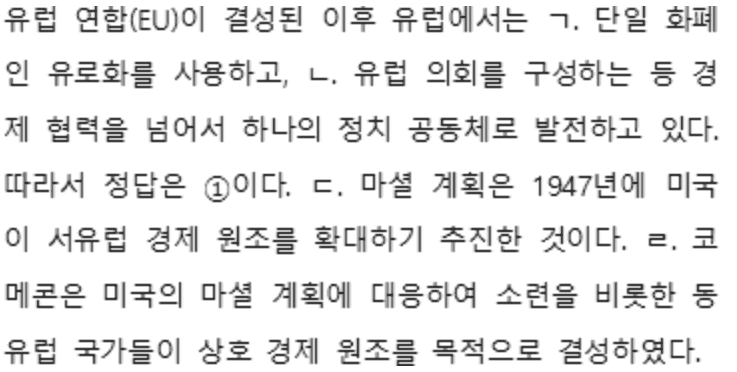 유럽 연합(EU)이 결성된 이후 유럽에서는 ㄱ. 단일 화폐
인 유로화를 사용하고, ㄴ. 유럽 의회를 구성하는 등 경
제 협력을 넘어서 하나의 정치 공동체로 발전하고 있다.
따라서 정답은 ①이다. ㄷ. 마셜 계획은 1947년에 미국
이 서유럽 경제 원조를 확대하기 추진한 것이다. ㄹ. 코
메콘은 미국의 마셜 계획에 대응하여 소련을 비롯한 동
유럽 국가들이 상호 경제 원조를 목적으로 결성하였다.